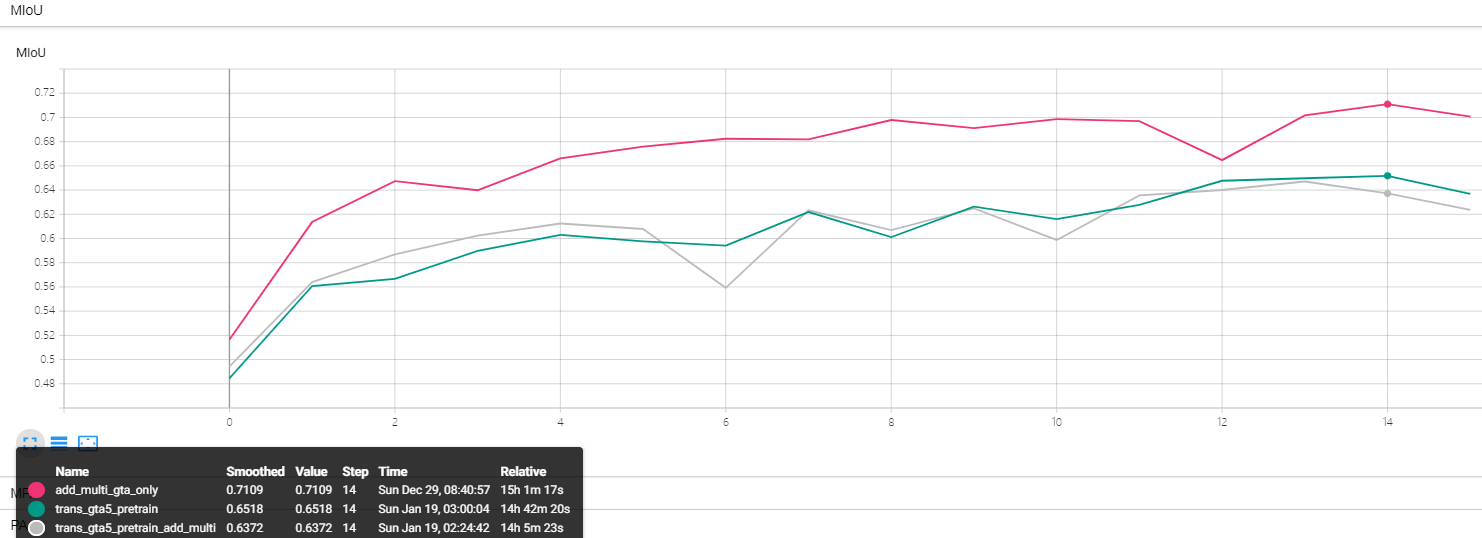 MIoU
MIoU
0.72
0.7
0.68
0.66
0.64
0.62
0.6
0.58
0.56
0.54
0.52
0.5
0.48
0 2 4 6 8 10 12 14
Name Smoothed Value Step Time Relative
add_multi_gta_only 0.7109 0.7109 14 Sun Dec 29, 08:40:57 15h 1m 17s
trans_gta5_pretrain 0.6518 0.6518 14 Sun Jan 19, 03:00:04 14h 42m 20s
trans_gta5_pretrain_add_multi 0.6372 0.6372 14 Sun Jan 19, 02:24:42 14h 5m 23s